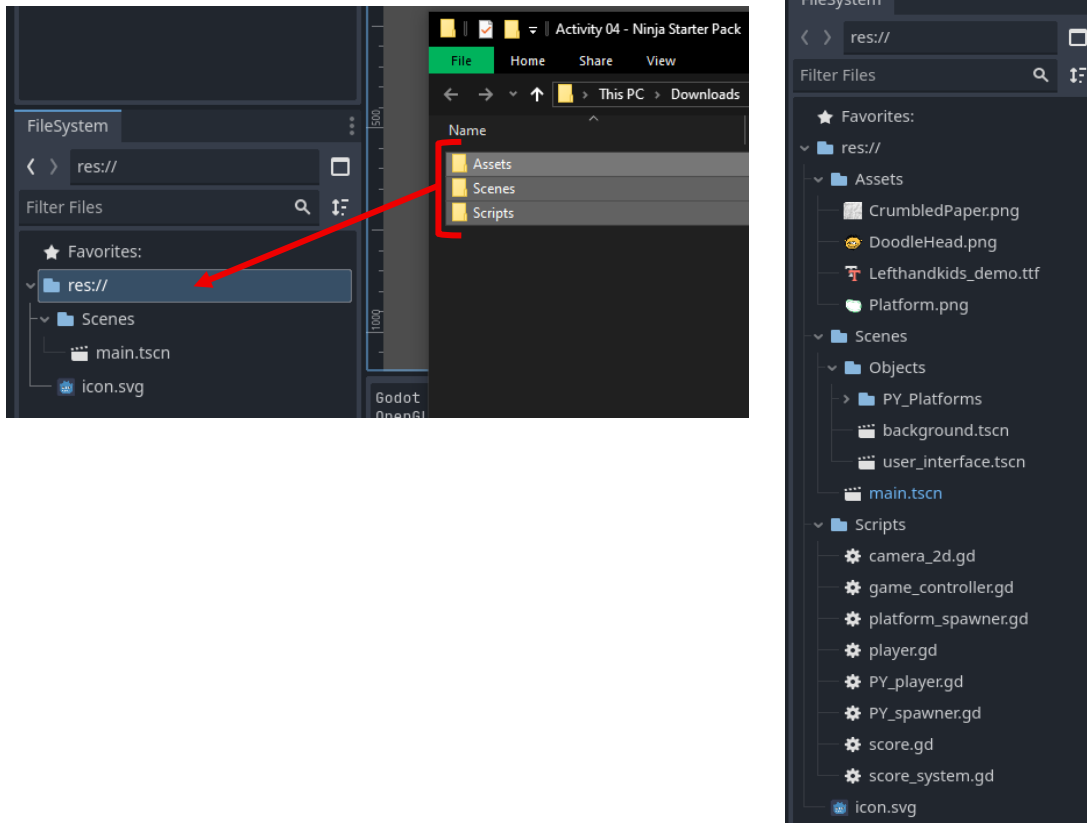 FileSystem
res://
Filter Files
Favorites:
res://
Scenes
main.tscn
icon.svg
500
1000
Godot
OpenGL
Activity 04 - Ninja Starter Pack
File Home Share View
This PC Downloads
Name
Assets
Scenes
Scripts
FileSystem
res://
Filter Files
Favorites:
res://
Assets
CrumbledPaper.png
DoodleHead.png
Lefthandkids_demo.ttf
Platform.png
Scenes
Objects
PY_Platforms
background.tscn
user_interface.tscn
main.tscn
Scripts
camera_2d.gd
game_controller.gd
platform_spawner.gd
player.gd
PY_player.gd
PY_spawner.gd
score.gd
score_system.gd
icon.svg